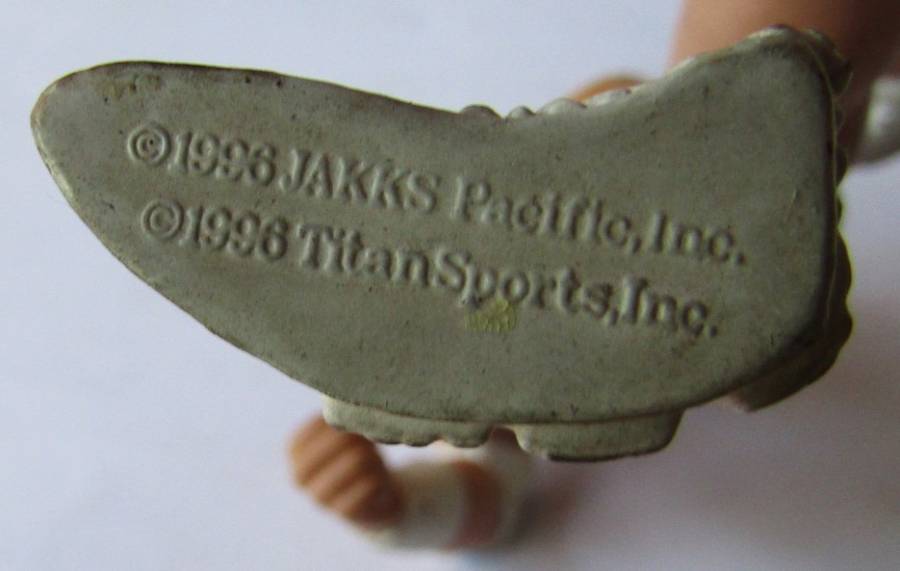 ©1996 JAKKS Pacific, Inc.
©1996 TitanSports, Inc.